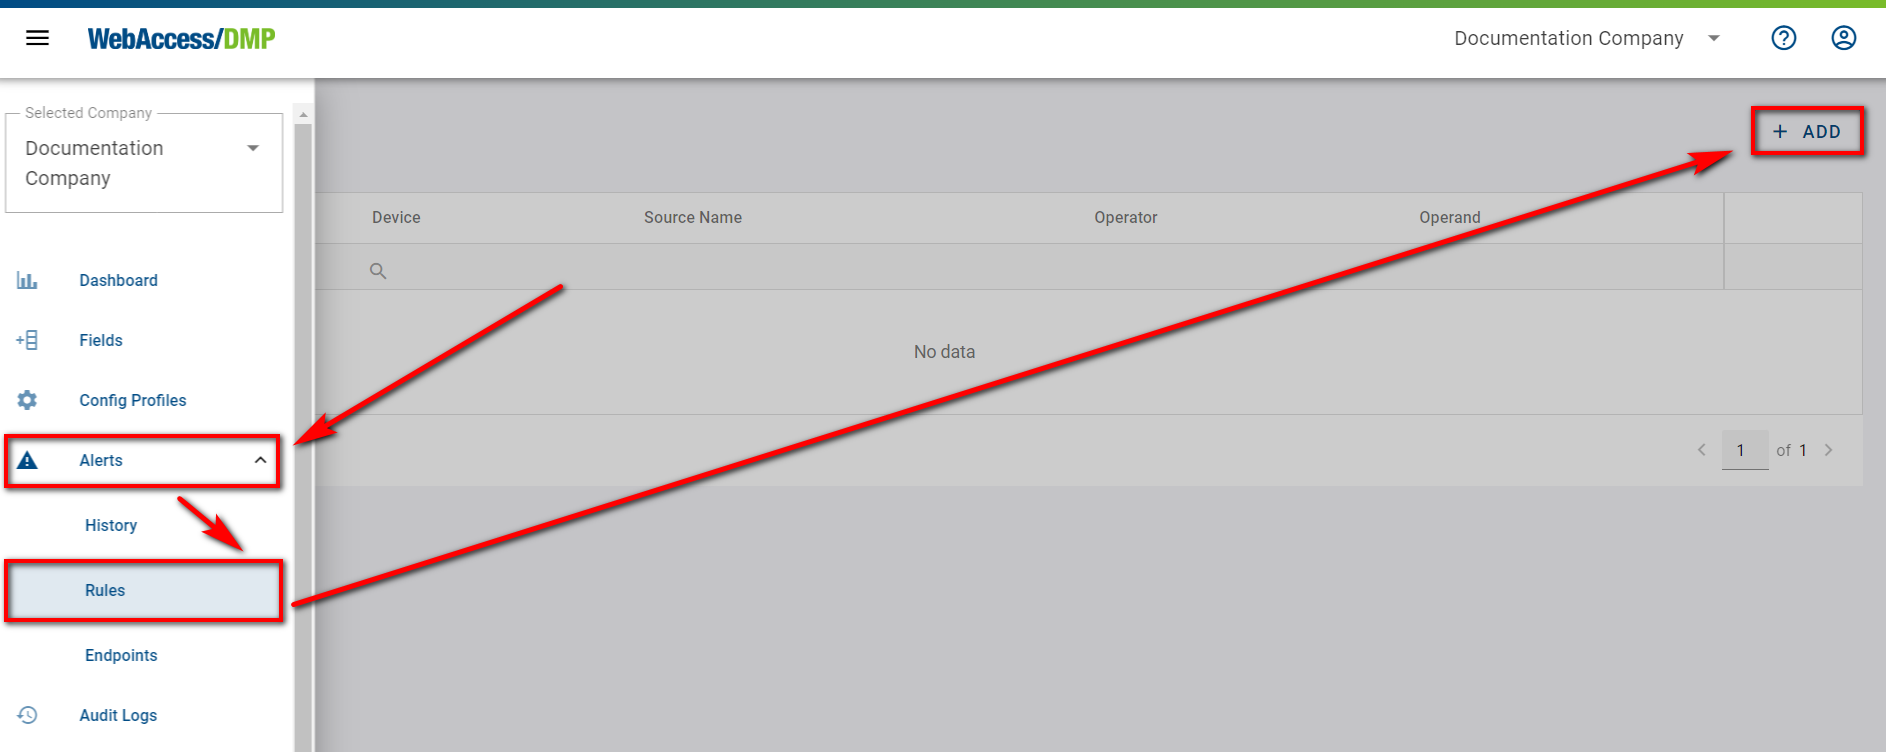 WebAccess/DMP
Documentation Company
Selected Company
Documentation
Company
Dashboard
Fields
Config Profiles
Alerts
History
Rules
Endpoints
Audit Logs
+ ADD
Device Source Name Operator Operand
No data
1 of 1